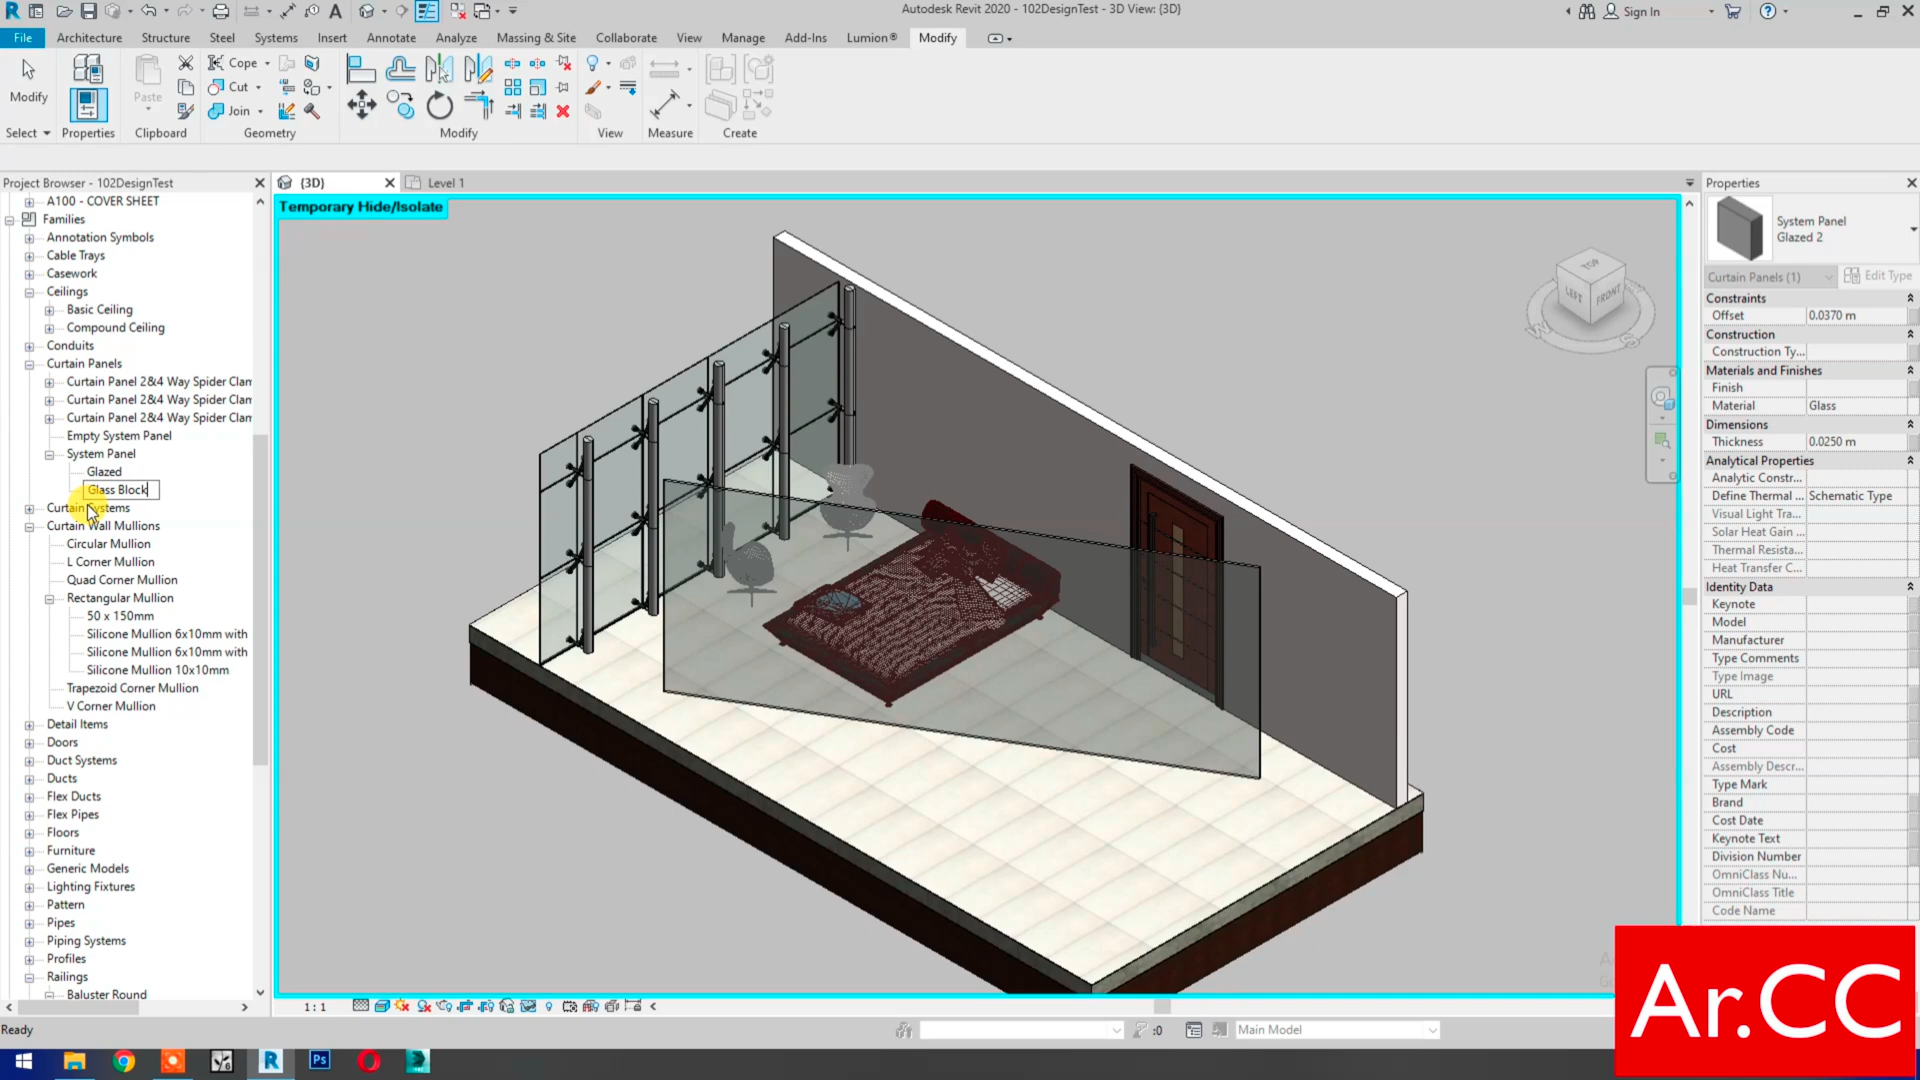 Autodesk Revit 2020 - 102DesignTest - 3D View: {3D}
Sign In
File Architecture Structure Steel Systems Insert Annotate Analyze Massing & Site Collaborate View Manage Add-Ins Lumion® Modify
Modify
Paste
Cope
Cut
Join
Select Properties Clipboard Geometry Modify View Measure Create
Project Browser - 102DesignTest
A100 - COVER SHEET
Families
Annotation Symbols
Cable Trays
Casework
Ceilings
Basic Ceiling
Compound Ceiling
Conduits
Curtain Panels
Curtain Panel 2&4 Way Spider Clam
Curtain Panel 2&4 Way Spider Clam
Curtain Panel 2&4 Way Spider Clam
Empty System Panel
System Panel
Glazed
Glass Block
Curtain Systems
Curtain Wall Mullions
Circular Mullion
L Corner Mullion
Quad Corner Mullion
Rectangular Mullion
50 x 150mm
Silicone Mullion 6x10mm with
Silicone Mullion 6x10mm with
Silicone Mullion 10x10mm
Trapezoid Corner Mullion
V Corner Mullion
Detail Items
Doors
Duct Systems
Ducts
Flex Ducts
Flex Pipes
Floors
Furniture
Generic Models
Lighting Fixtures
Pattern
Pipes
Piping Systems
Profiles
Railings
Baluster Round
{3D}
Level 1
Temporary Hide/Isolate
TOP
LEFT
FRONT
W
S
1 : 1
Properties
System Panel
Glazed 2
Curtain Panels (1)
Edit Type
Constraints
Offset 0.0370 m
Construction
Construction Ty...
Materials and Finishes
Finish
Material Glass
Dimensions
Thickness 0.0250 m
Analytical Properties
Analytic Constr...
Define Thermal ... Schematic Type
Visual Light Tra...
Solar Heat Gain ...
Thermal Resista...
Heat Transfer C...
Identity Data
Keynote
Model
Manufacturer
Type Comments
Type Image
URL
Description
Assembly Code
Cost
Assembly Descr...
Type Mark
Brand
Cost Date
Keynote Text
Division Number
OmniClass Nu...
OmniClass Title
Code Name
Ar.CC
Ready
:0
Main Model
R
Ps